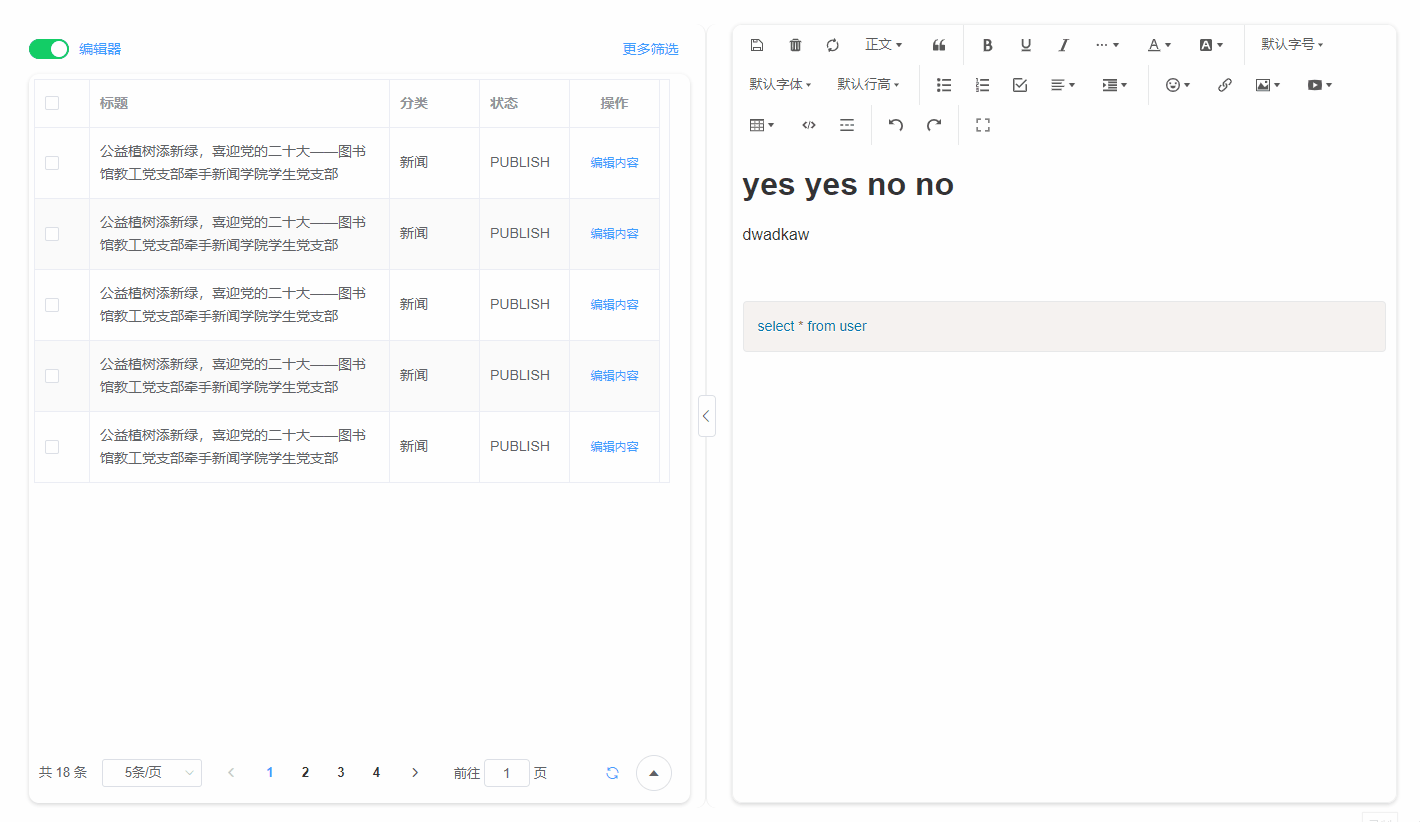 编辑器
更多筛选
标题 分类 状态 操作
公益植树添新绿，喜迎党的二十大——图书
馆教工党支部牵手新闻学院学生党支部
新闻 PUBLISH 编辑内容
公益植树添新绿，喜迎党的二十大——图书
馆教工党支部牵手新闻学院学生党支部
新闻 PUBLISH 编辑内容
公益植树添新绿，喜迎党的二十大——图书
馆教工党支部牵手新闻学院学生党支部
新闻 PUBLISH 编辑内容
公益植树添新绿，喜迎党的二十大——图书
馆教工党支部牵手新闻学院学生党支部
新闻 PUBLISH 编辑内容
公益植树添新绿，喜迎党的二十大——图书
馆教工党支部牵手新闻学院学生党支部
新闻 PUBLISH 编辑内容
共 18 条 5条/页 1 2 3 4 前往 1 页
正文 B U I A A 默认字号
默认字体 默认行高
yes yes no no
dwadkaw
select * from user